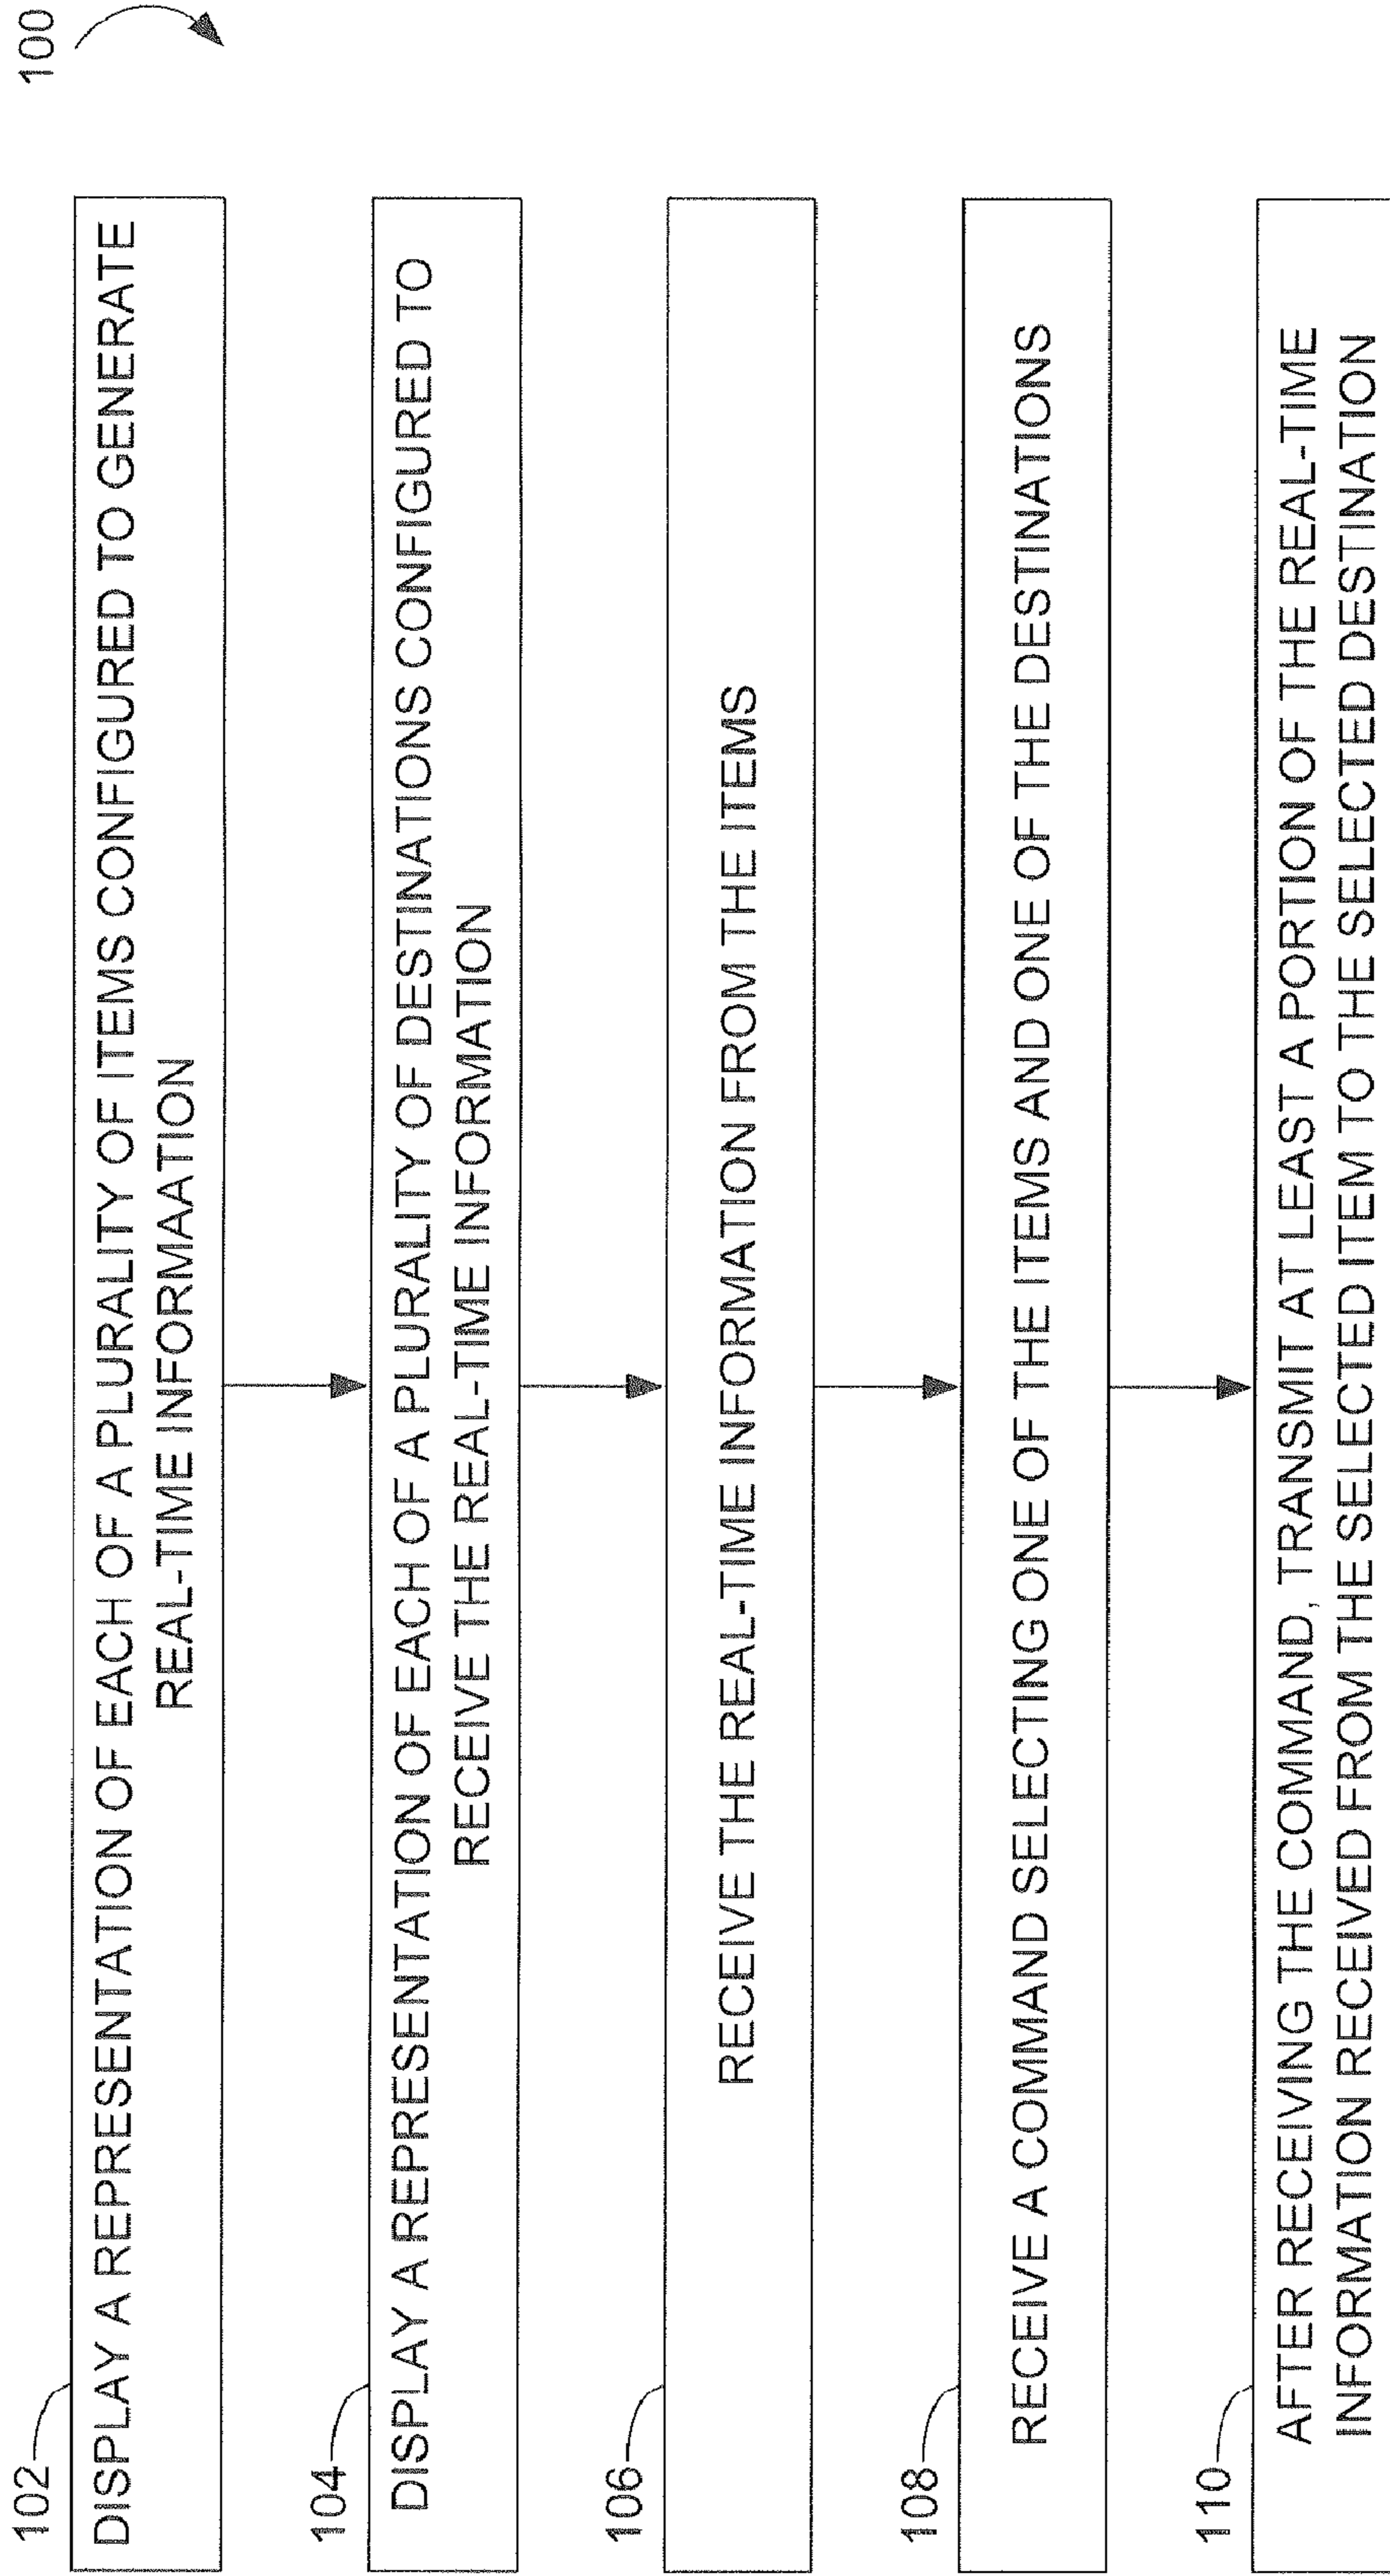 100
102
DISPLAY A REPRESENTATION OF EACH OF A PLURALITY OF ITEMS CONFIGURED TO GENERATE
REAL-TIME INFORMAATION
104
DISPLAY A REPRESENTATION OF EACH OF A PLURALITY OF DESTINATIONS CONFIGURED TO
RECEIVE THE REAL-TIME INFORMATION
106
RECEIVE THE REAL-TIME INFORMATION FROM THE ITEMS
108
RECEIVE A COMMAND SELECTING ONE OF THE ITEMS AND ONE OF THE DESTINATIONS
110
AFTER RECEIVING THE COMMAND, TRANSMIT AT LEAST A PORTION OF THE REAL-TIME
INFORMATION RECEIVED FROM THE SELECTED ITEM TO THE SELECTED DESTINATION